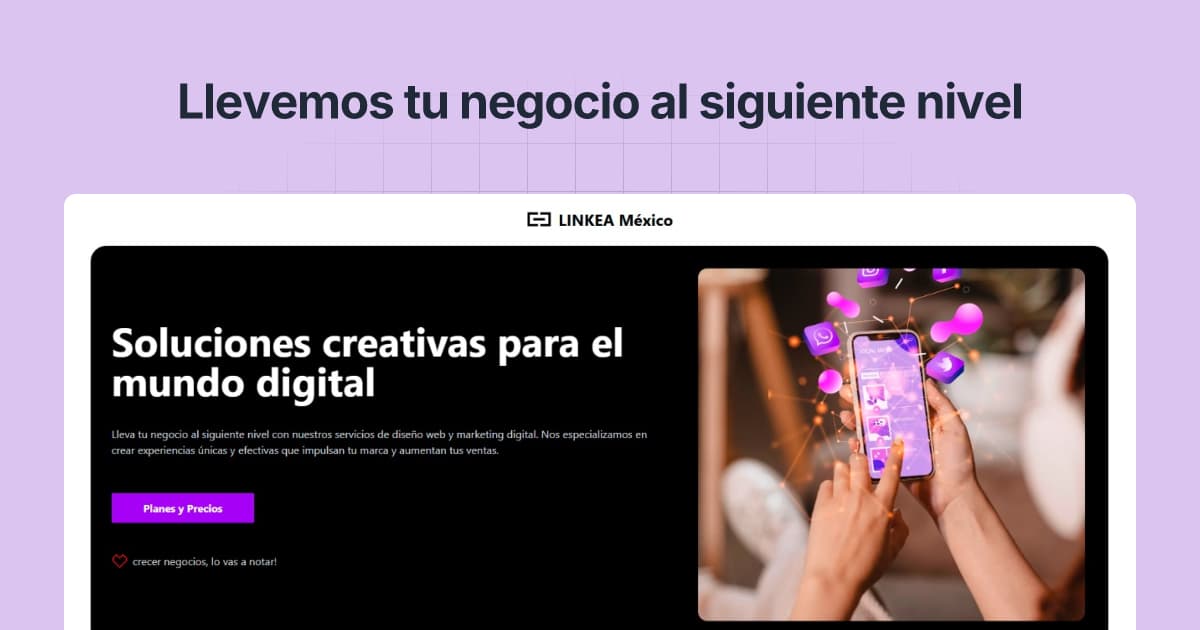 Llevemos tu negocio al siguiente nivel
LINKEA México
Soluciones creativas para el
mundo digital
Lleva tu negocio al siguiente nivel con nuestros servicios de diseño web y marketing digital. Nos especializamos en
crear experiencias únicas y efectivas que impulsan tu marca y aumentan tus ventas.
Planes y Precios
crecer negocios, lo vas a notar!